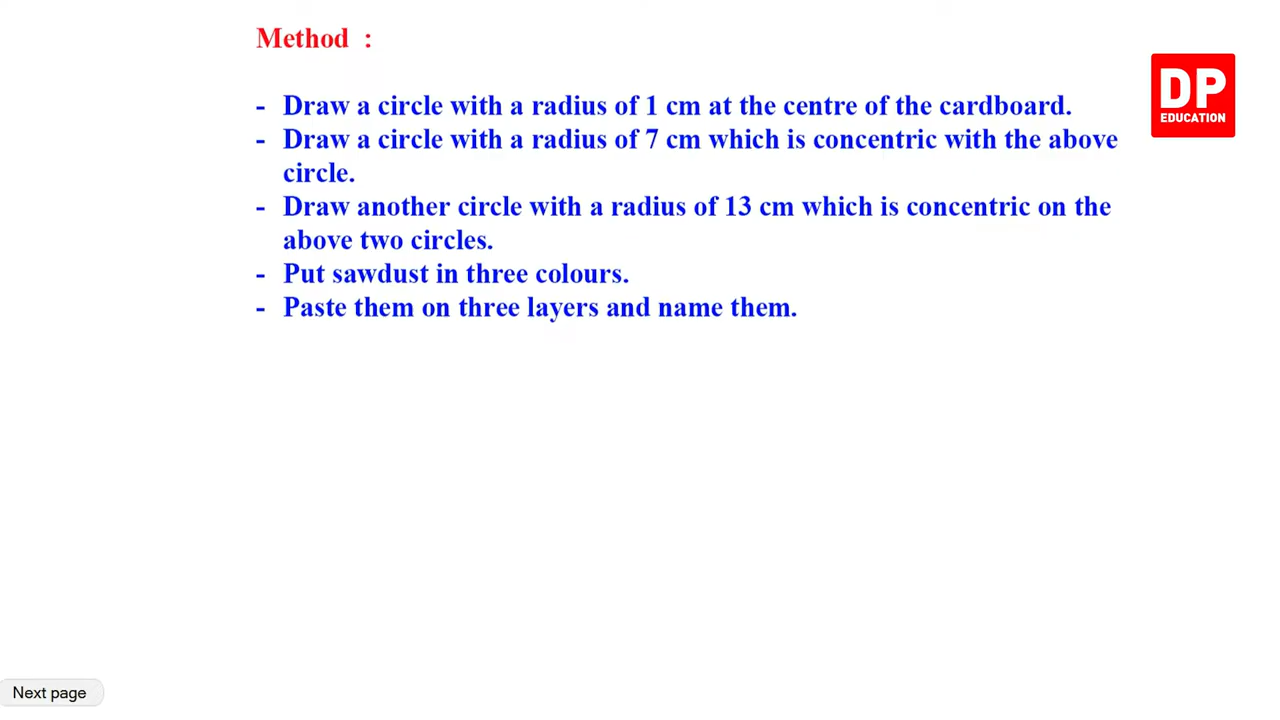 Method :
DP
EDUCATION
- Draw a circle with a radius of 1 cm at the centre of the cardboard.
- Draw a circle with a radius of 7 cm which is concentric with the above
circle.
- Draw another circle with a radius of 13 cm which is concentric on the
above two circles.
- Put sawdust in three colours.
- Paste them on three layers and name them.
Next page